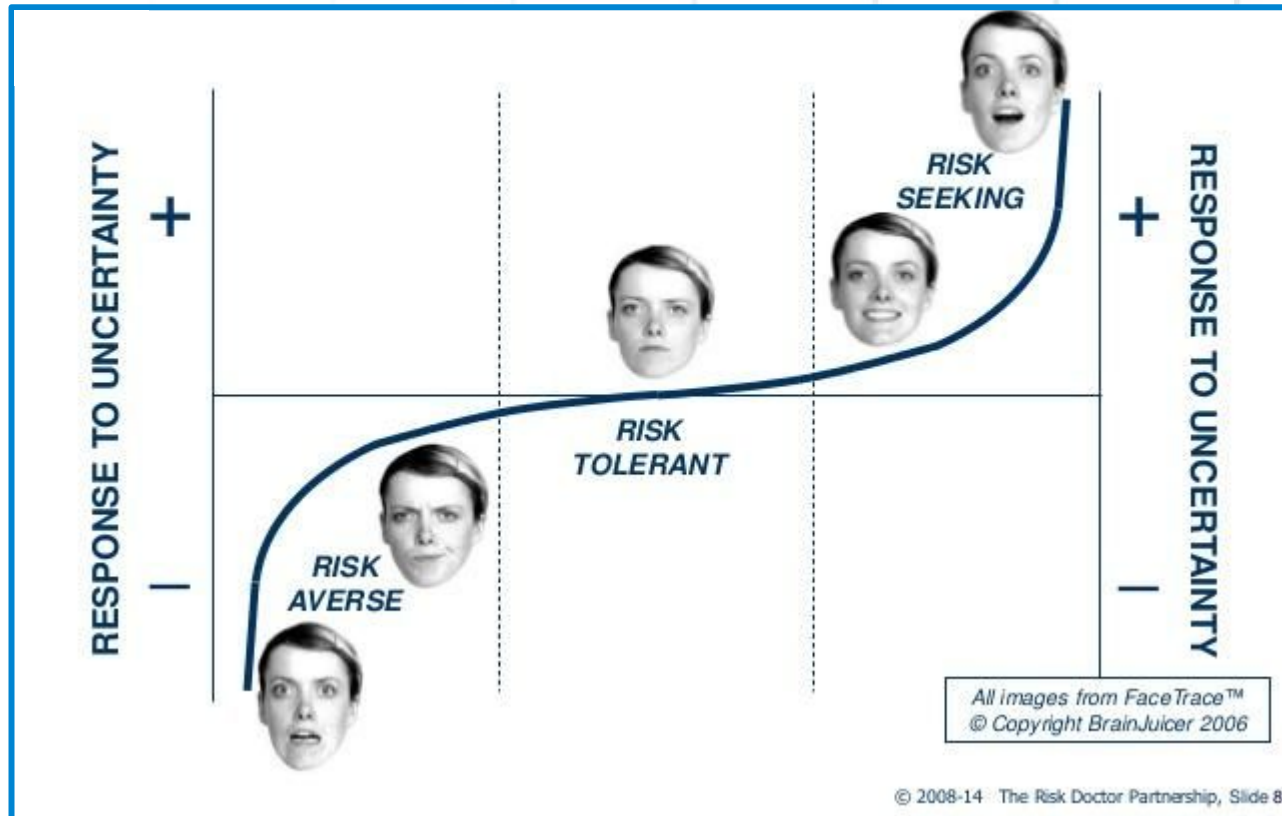 RESPONSE TO UNCERTAINTY
+
–
RISK
SEEKING
RISK
TOLERANT
RISK
AVERSE
+
–
RESPONSE TO UNCERTAINTY
All images from FaceTrace™
© Copyright BrainJuicer 2006
© 2008-14 The Risk Doctor Partnership, Slide 8